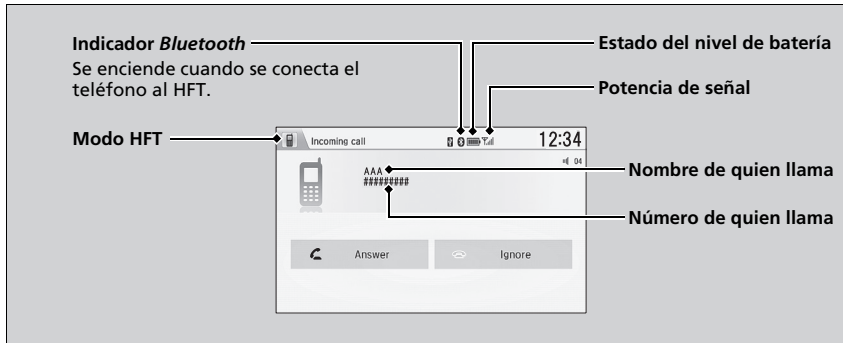 Indicador Bluetooth
Se enciende cuando se conecta el
teléfono al HFT.
Modo HFT
Estado del nivel de batería
Potencia de señal
Nombre de quien llama
Número de quien llama
Incoming call
12:34
04
AAA
#########
Answer
Ignore